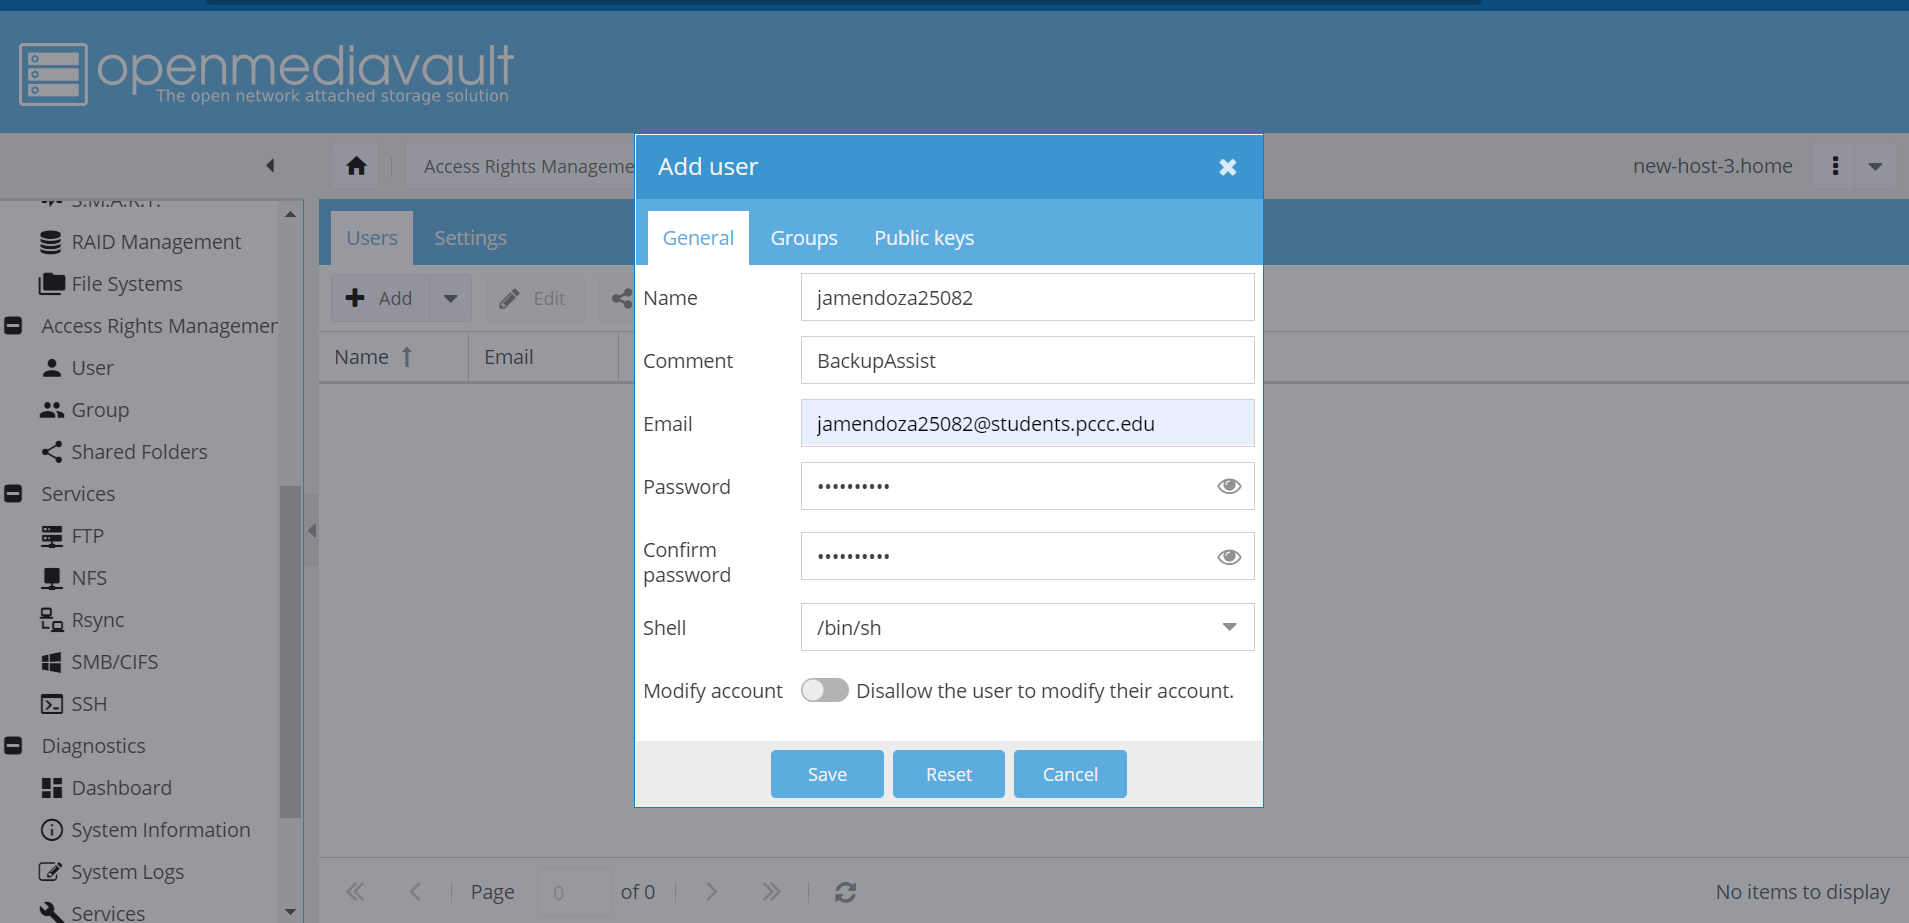 openmediavault
The open network attached storage solution
Access Rights Manageme
new-host-3.home
S.M.A.R.T.
RAID Management
File Systems
Access Rights Managemen
User
Group
Shared Folders
Services
FTP
NFS
Rsync
SMB/CIFS
SSH
Diagnostics
Dashboard
System Information
System Logs
Services
Users Settings
Add Edit
Name Email
Add user
General Groups Public keys
Name jamendoza25082
Comment BackupAssist
Email jamendoza25082@students.pccc.edu
Password ••••••••••
Confirm
password ••••••••••
Shell /bin/sh
Modify account Disallow the user to modify their account.
Save Reset Cancel
Page 0 of 0
No items to display